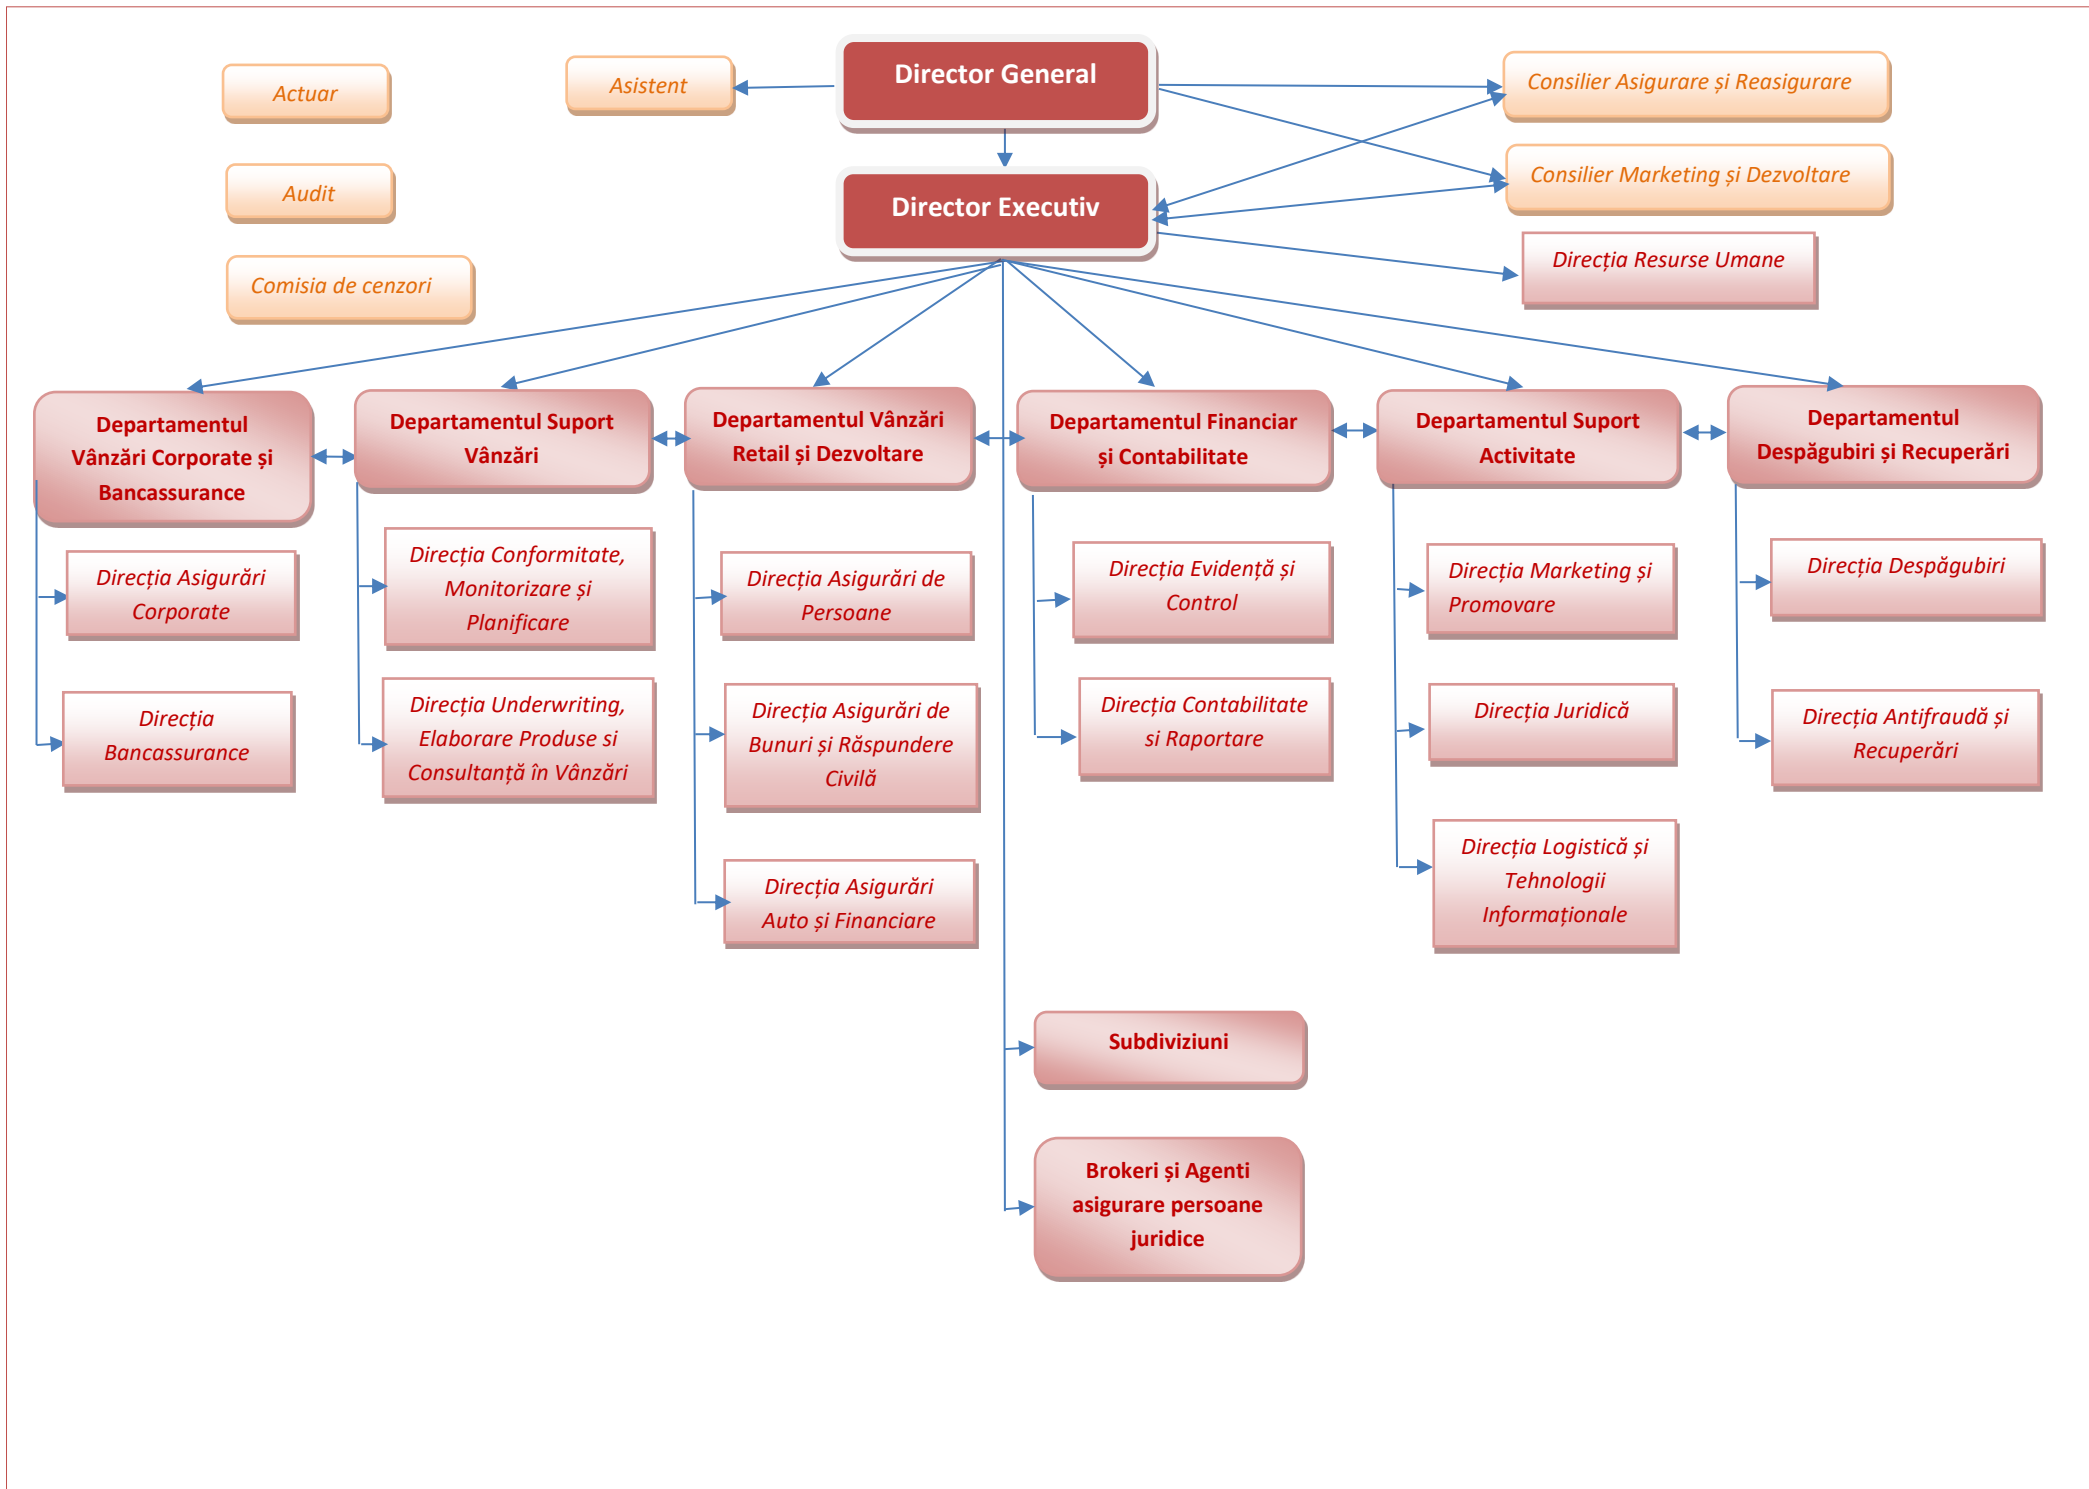 Director General
Asistent
Actuar
Consilier Asigurare și Reasigurare
Consilier Marketing și Dezvoltare
Audit
Director Executiv
Direcția Resurse Umane
Comisia de cenzori
Departamentul
Vânzări Corporate și
Bancassurance
Departamentul Suport
Vânzări
Departamentul Vânzări
Retail și Dezvoltare
Departamentul Financiar
și Contabilitate
Departamentul Suport
Activitate
Departamentul
Despăgubiri și Recuperări
Direcția Asigurări
Corporate
Direcția
Bancassurance
Direcția Conformitate,
Monitorizare și
Planificare
Direcția Underwriting,
Elaborare Produse si
Consultanță în Vânzări
Direcția Asigurări de
Persoane
Direcția Asigurări de
Bunuri și Răspundere
Civilă
Direcția Asigurări
Auto și Financiare
Direcția Evidență și
Control
Direcția Contabilitate
si Raportare
Direcția Marketing și
Promovare
Direcția Juridică
Direcția Logistică și
Tehnologii
Informaționale
Direcția Despăgubiri
Direcția Antifraudă și
Recuperări
Subdiviziuni
Brokeri și Agenti
asigurare persoane
juridice